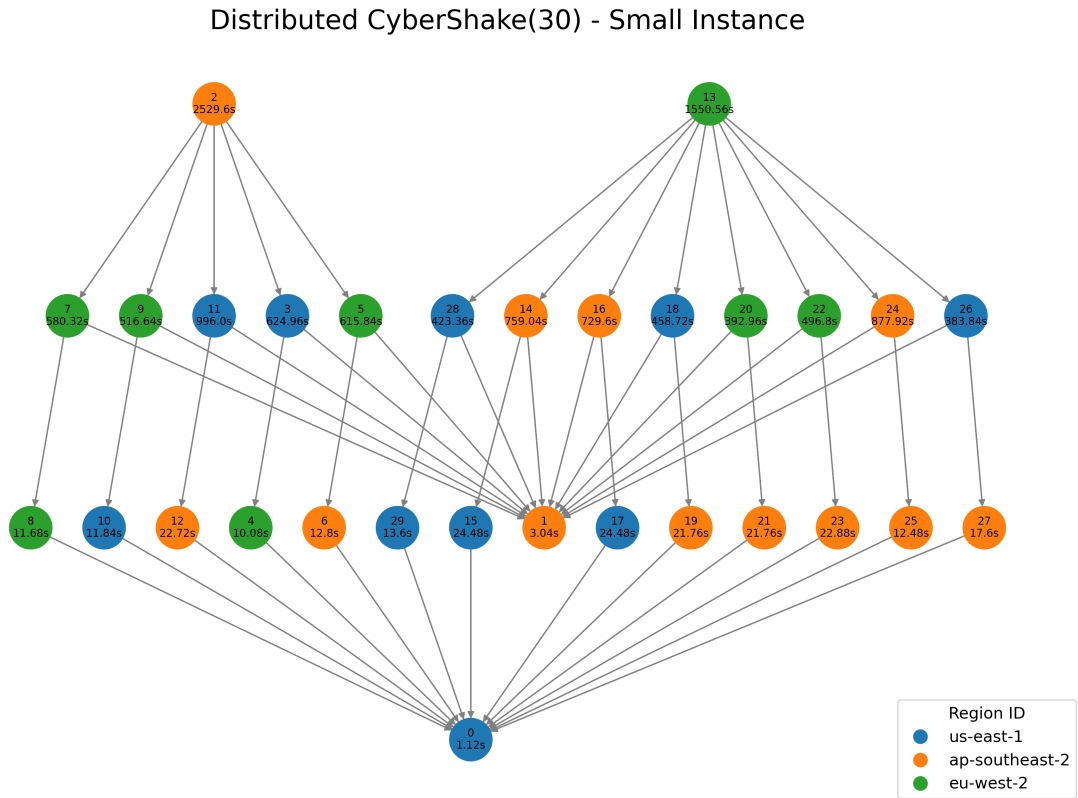 Distributed CyberShake(30) - Small Instance
2
2529.6s
13
1550.56s
7
580.32s
9
516.64s
11
996.0s
3
624.96s
5
615.84s
28
423.36s
14
759.04s
16
729.6s
18
458.72s
20
392.96s
22
496.8s
24
877.92s
26
383.84s
8
11.68s
10
11.84s
12
22.72s
4
10.08s
6
12.8s
29
13.6s
15
24.48s
1
3.04s
17
24.48s
19
21.76s
21
21.76s
23
22.88s
25
12.48s
27
17.6s
0
1.12s
Region ID
us-east-1
ap-southeast-2
eu-west-2